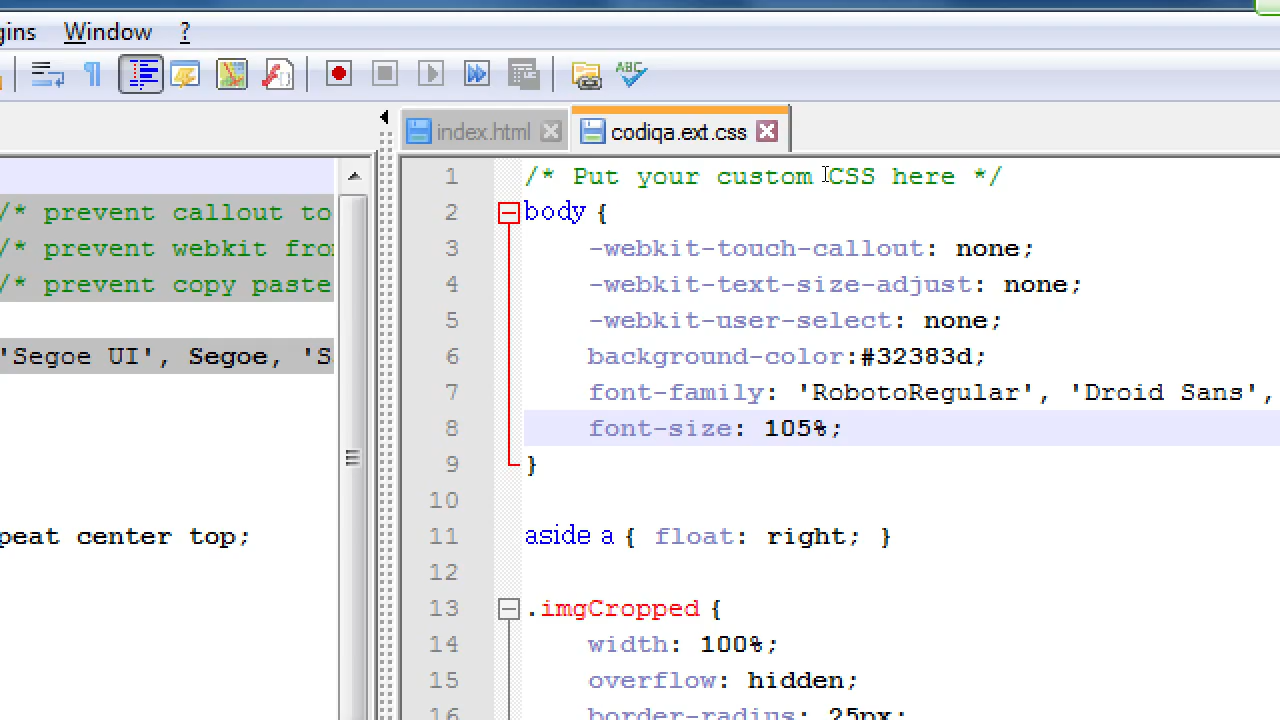 gins Window ?
ABC
index.html codiqa.ext.css
/* prevent callout to
/* prevent webkit fro
/* prevent copy paste
'Segoe UI', Segoe, 'S
peat center top;
1 /* Put your custom CSS here */
2 body {
3 -webkit-touch-callout: none;
4 -webkit-text-size-adjust: none;
5 -webkit-user-select: none;
6 background-color:#32383d;
7 font-family: 'RobotoRegular', 'Droid Sans',
8 font-size: 105%;
9 }
10
11 aside a { float: right; }
12
13 .imgCropped {
14 width: 100%;
15 overflow: hidden;
16 border-radius: 25px;